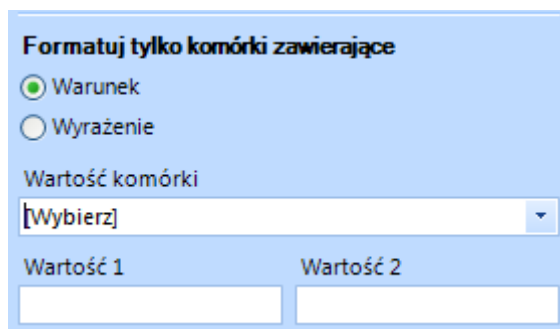 Formatuj tylko komórki zawierające
Warunek
Wyrażenie
Wartość komórki
[Wybierz]
Wartość 1 Wartość 2